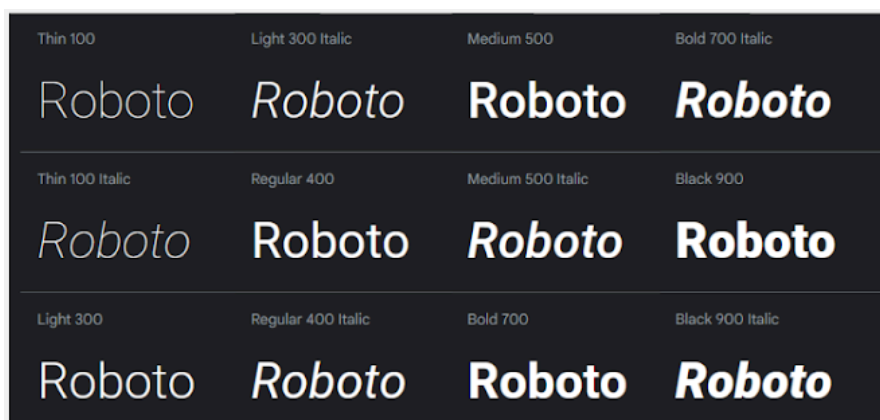 Thin 100
Light 300 Italic
Medium 500
Bold 700 Italic
Roboto
Roboto
Roboto
Roboto
Thin 100 Italic
Regular 400
Medium 500 Italic
Black 900
Roboto
Roboto
Roboto
Roboto
Light 300
Regular 400 Italic
Bold 700
Black 900 Italic
Roboto
Roboto
Roboto
Roboto